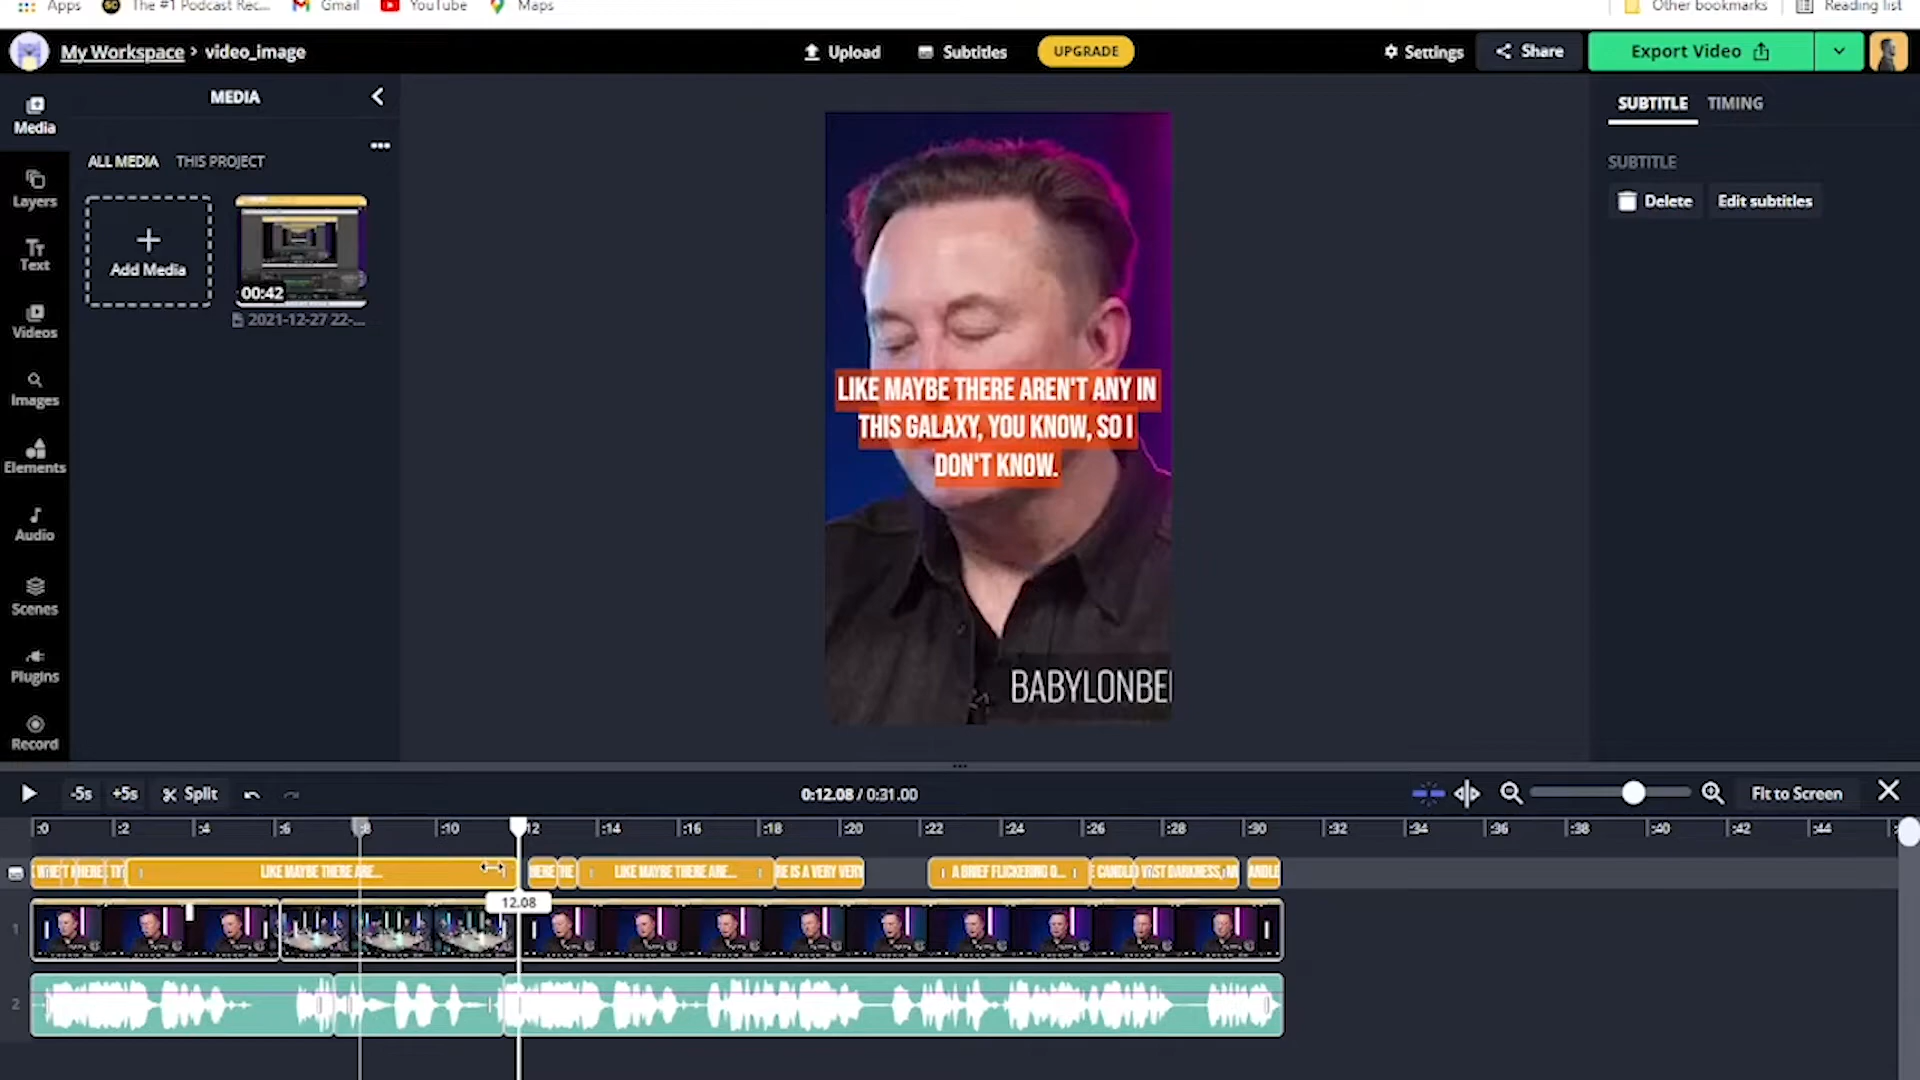 Apps
The #1 Podcast Rec...
Gmail
YouTube
Maps
Other bookmarks
Reading list
My Workspace > video_image
Upload
Subtitles
UPGRADE
Settings
Share
Export Video
MEDIA
SUBTITLE
TIMING
Media
Layers
Text
Videos
Images
Elements
Audio
Scenes
Plugins
Record
ALL MEDIA
THIS PROJECT
Add Media
00:42
2021-12-27 22-...
SUBTITLE
Delete
Edit subtitles
LIKE MAYBE THERE AREN'T ANY IN
THIS GALAXY, YOU KNOW, SO I
DON'T KNOW.
BABYLONBE
-5s
+5s
Split
0:12.08 / 0:31.00
Fit to Screen
:0 :2 :4 :6 :8 :10 :12 :14 :16 :18 :20 :22 :24 :26 :28 :30 :32 :34 :36 :38 :40 :42 :44
LIKE MAYBE THERE ARE...
LIKE MAYBE THERE ARE...
RE IS A VERY VERY
A BRIEF FLICKERING O...
E CANDLE
VAST DARKNESS,
ANDLE
12.08
1
2